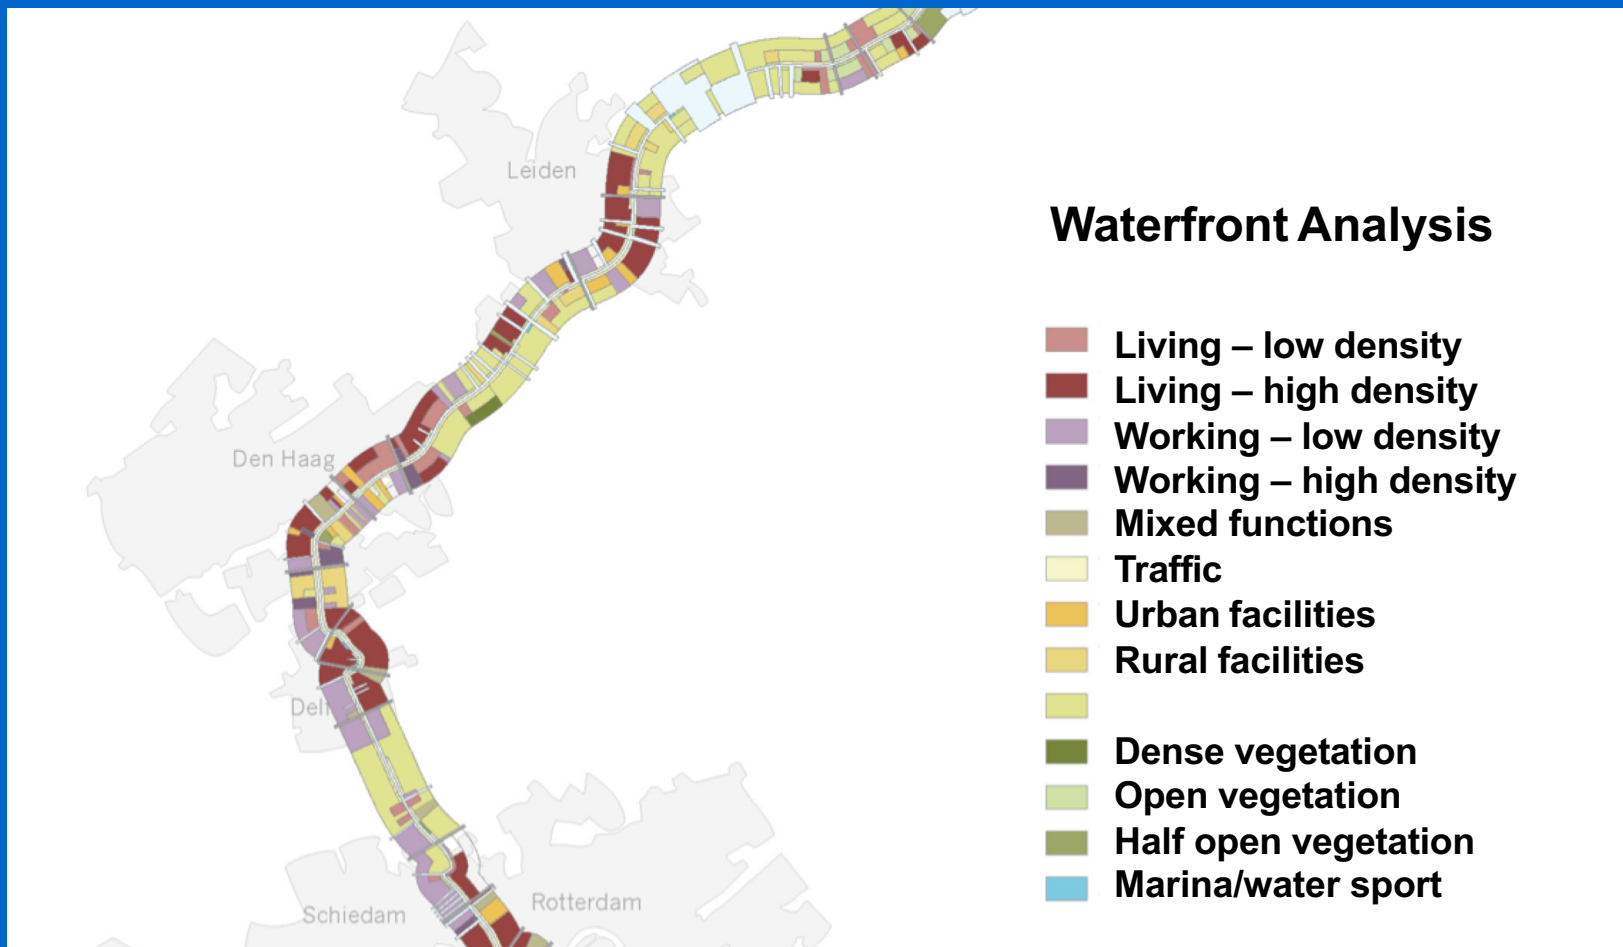 Leiden
Waterfront Analysis
Living – low density
Living – high density
Working – low density
Den Haag
Working – high density
Mixed functions
Traffic
Urban facilities
Rural facilities
Delf
Dense vegetation
Open vegetation
Half open vegetation
Marina/water sport
Rotterdam
Schiedam